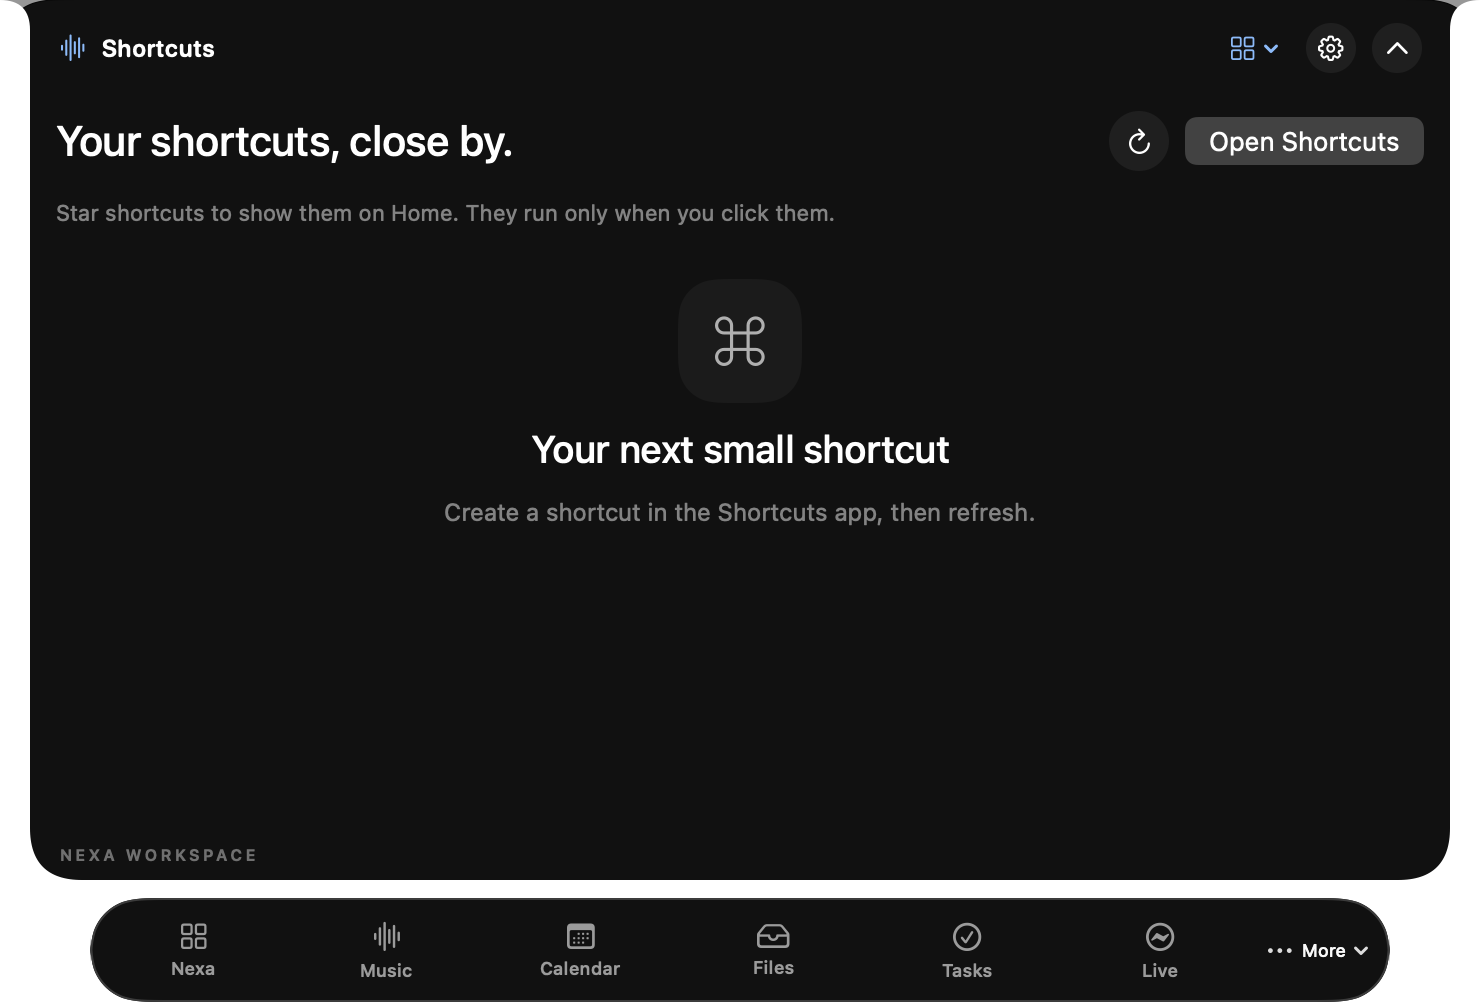 Shortcuts
Your shortcuts, close by.
Open Shortcuts
Star shortcuts to show them on Home. They run only when you click them.
Your next small shortcut
Create a shortcut in the Shortcuts app, then refresh.
NEXA WORKSPACE
Nexa
Music
Calendar
Files
Tasks
Live
More